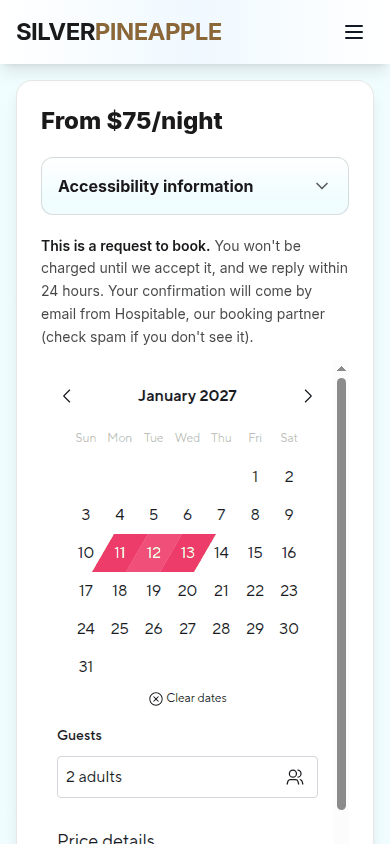 SILVERPINEAPPLE
From $75/night
Accessibility information
This is a request to book. You won't be
charged until we accept it, and we reply within
24 hours. Your confirmation will come by
email from Hospitable, our booking partner
(check spam if you don't see it).
January 2027
Sun Mon Tue Wed Thu Fri Sat
1 2
3 4 5 6 7 8 9
10 11 12 13 14 15 16
17 18 19 20 21 22 23
24 25 26 27 28 29 30
31
Clear dates
Guests
2 adults
Price details